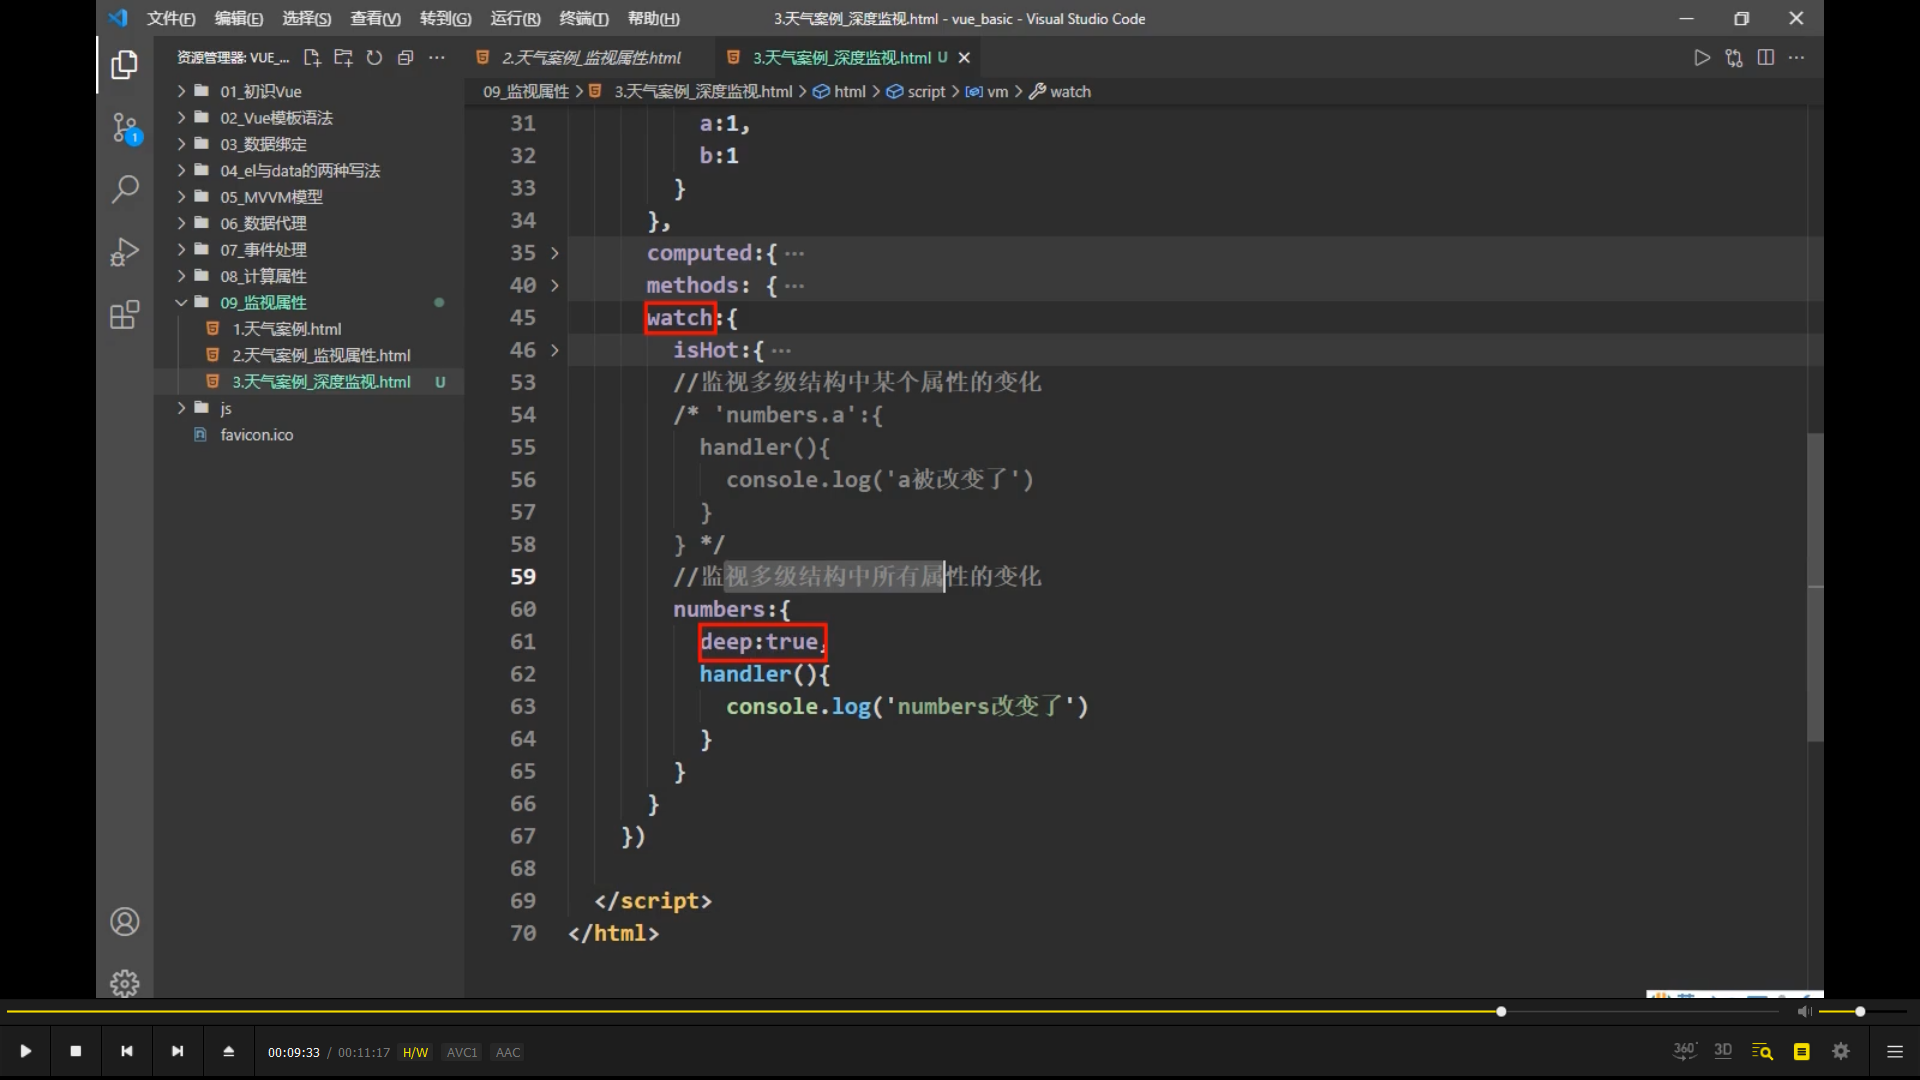 文件(F) 编辑(E) 选择(S) 查看(V) 转到(G) 运行(R) 终端(T) 帮助(H) 3.天气案例_深度监视.html - vue_basic - Visual Studio Code
资源管理器: VUE_...
2.天气案例_监视属性.html 3.天气案例_深度监视.html U
09_监视属性 > 3.天气案例_深度监视.html > html > script > vm > watch
01_初识Vue
02_Vue模板语法
03_数据绑定
04_el与data的两种写法
05_MVVM模型
06_数据代理
07_事件处理
08_计算属性
09_监视属性
1.天气案例.html
2.天气案例_监视属性.html
3.天气案例_深度监视.html U
js
favicon.ico
31 a:1,
32 b:1
33 }
34 },
35 computed:{ ···
40 methods: { ···
45 watch:{
46 isHot:{ ···
53 //监视多级结构中某个属性的变化
54 /* 'numbers.a':{
55 handler(){
56 console.log('a被改变了')
57 }
58 } */
59 //监视多级结构中所有属性的变化
60 numbers:{
61 deep:true,
62 handler(){
63 console.log('numbers改变了')
64 }
65 }
66 }
67 })
68
69 </script>
70 </html>
1
00:09:33 / 00:11:17 H/W AVC1 AAC
360° 3D